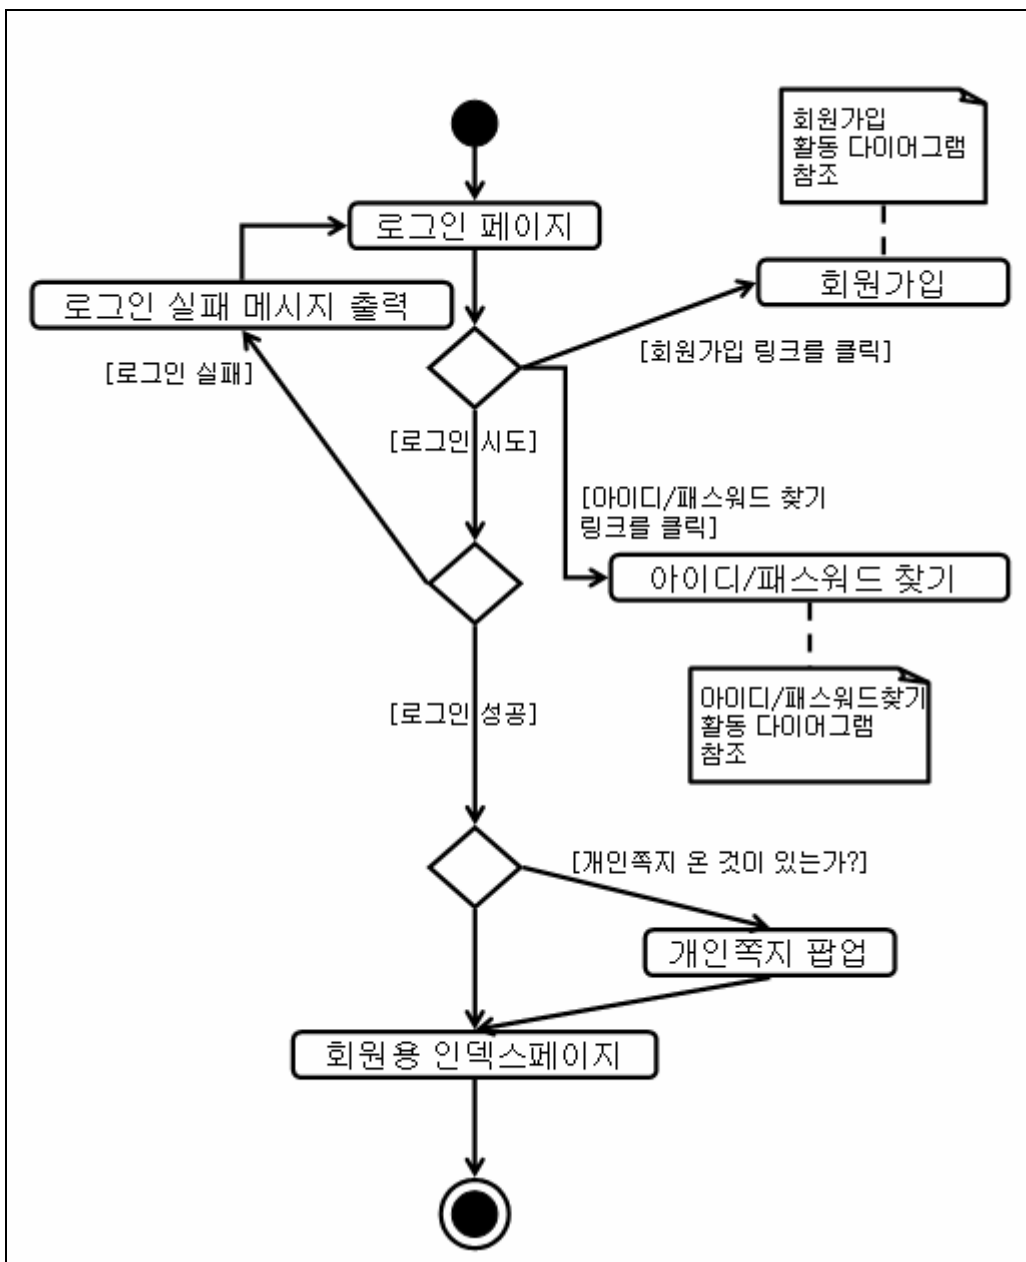 회원가입
활동 다이어그램
참조
로그인 페이지
회원가입
로그인 실패 메시지 출력
[회원가입 링크를 클릭]
[로그인 실패]
[로그인 시도]
[아이디/패스워드 찾기
링크를 클릭]
아이디/패스워드 찾기
아이디/패스워드찾기
활동 다이어그램
참조
[로그인 성공]
[개인쪽지 온 것이 있는가?]
개인쪽지 팝업
회원용 인덱스페이지